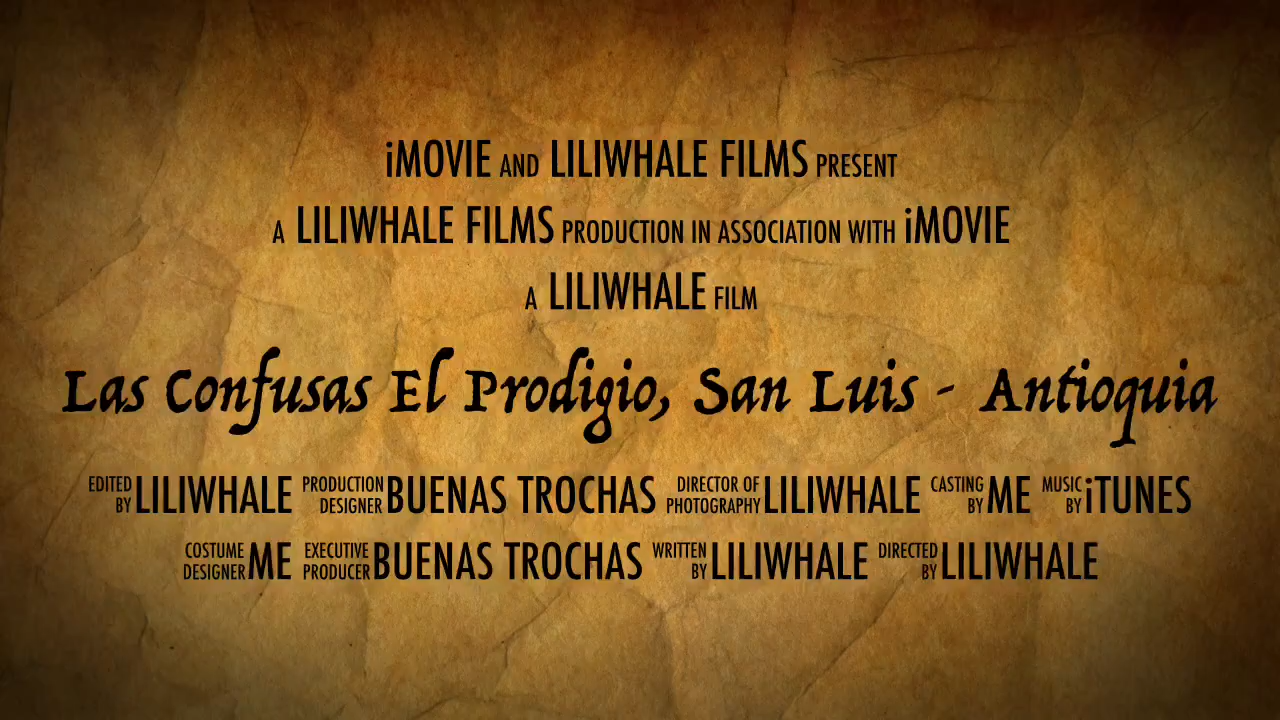 iMOVIE AND LILIWHALE FILMS PRESENT
A LILIWHALE FILMS PRODUCTION IN ASSOCIATION WITH iMOVIE
A LILIWHALE FILM
Las Confusas El Prodigio, San Luis - Antioquia
EDITED BY LILIWHALE PRODUCTION DESIGNER BUENAS TROCHAS DIRECTOR OF PHOTOGRAPHY LILIWHALE CASTING BY ME MUSIC BY iTUNES
COSTUME DESIGNER ME EXECUTIVE PRODUCER BUENAS TROCHAS WRITTEN BY LILIWHALE DIRECTED BY LILIWHALE